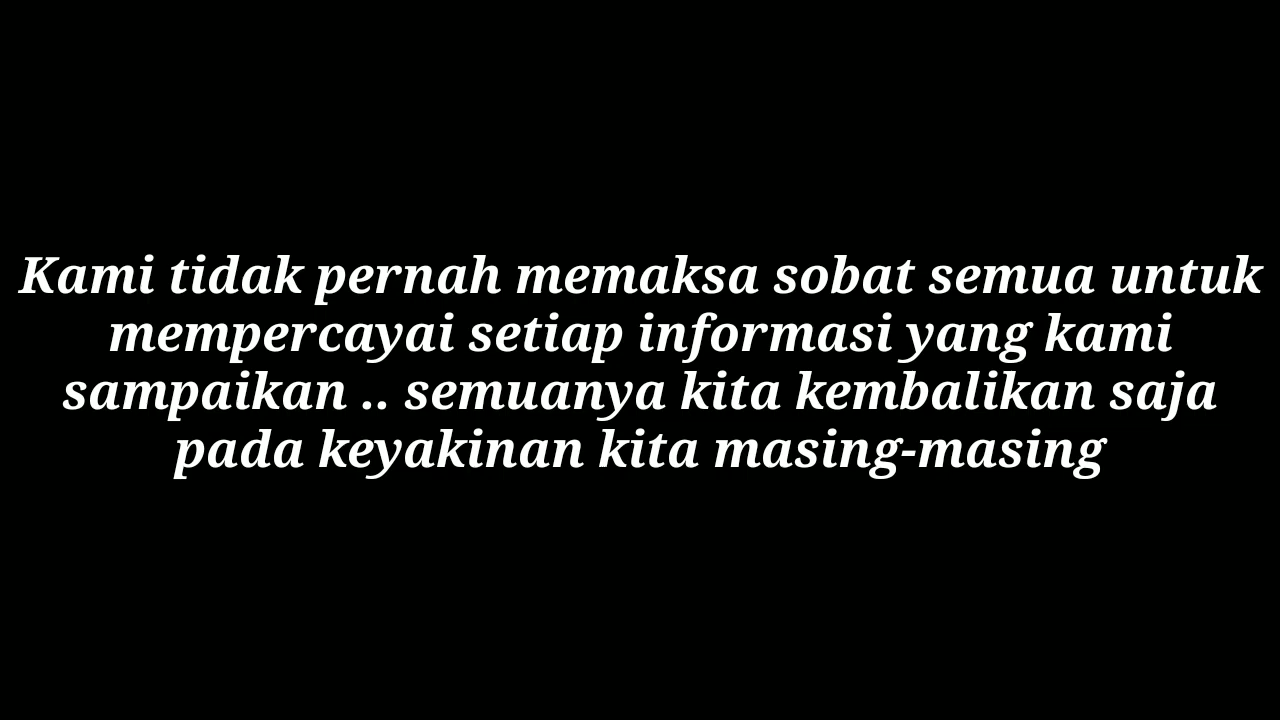 Kami tidak pernah memaksa sobat semua untuk
mempercayai setiap informasi yang kami
sampaikan .. semuanya kita kembalikan saja
pada keyakinan kita masing-masing